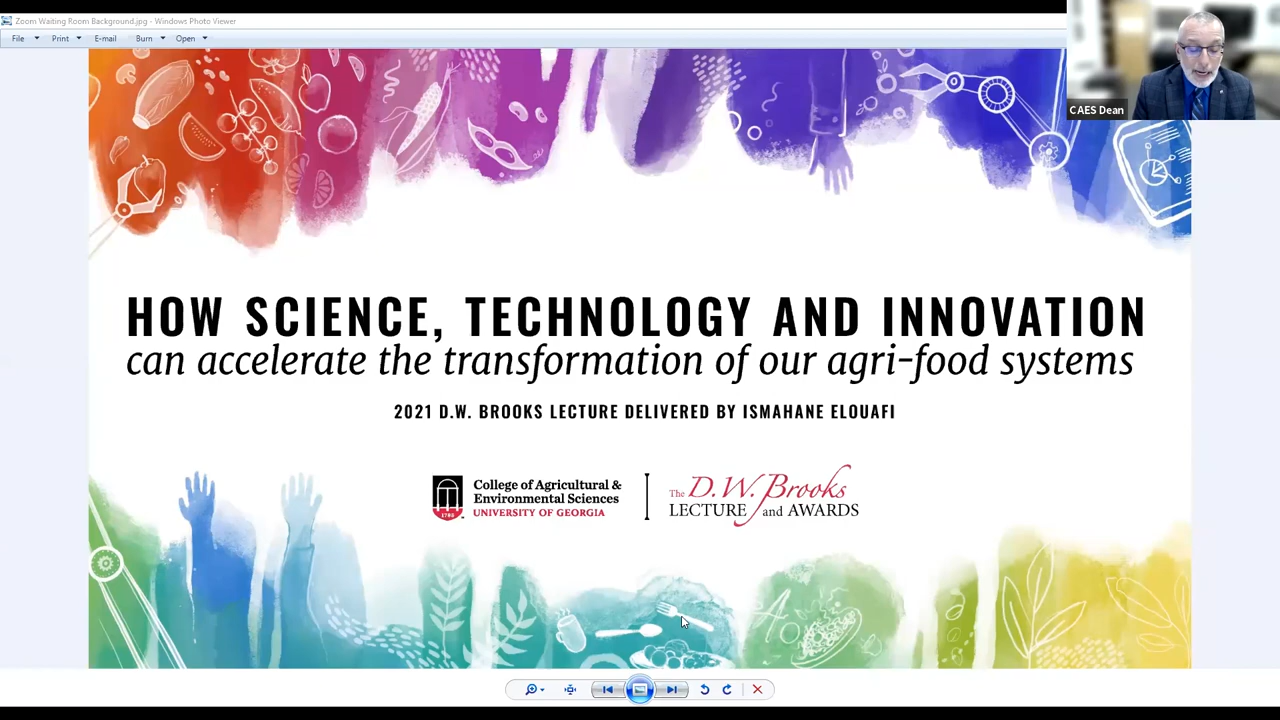 Zoom Waiting Room Background.jpg - Windows Photo Viewer
File Print E-mail Burn Open
CAES Dean
HOW SCIENCE, TECHNOLOGY AND INNOVATION
can accelerate the transformation of our agri-food systems
2021 D.W. BROOKS LECTURE DELIVERED BY ISMAHANE ELOUAFI
College of Agricultural &
Environmental Sciences
UNIVERSITY OF GEORGIA
1785
The D.W. Brooks
LECTURE and AWARDS